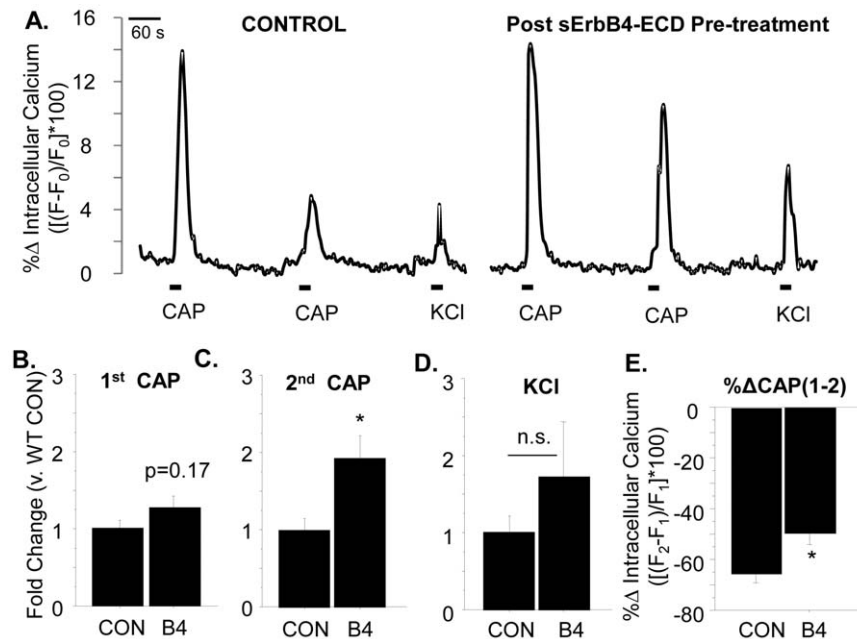 A.
%Δ Intracellular Calcium
([(F-F₀)/F₀]*100)
16
12
8
4
0
60 s
CONTROL
Post sErbB4-ECD Pre-treatment
CAP
CAP
KCl
CAP
CAP
KCl
B.
Fold Change (v. WT CON)
3
2
1
0
1ˢᵗ CAP
p=0.17
CON
B4
C.
3
2
1
0
2ⁿᵈ CAP
*
CON
B4
D.
2
1
0
KCl
n.s.
CON
B4
E.
%ΔCAP(1-2)
%Δ Intracellular Calcium
([(F₂-F₁)/F₁]*100
0
-20
-40
-60
-80
*
CON
B4